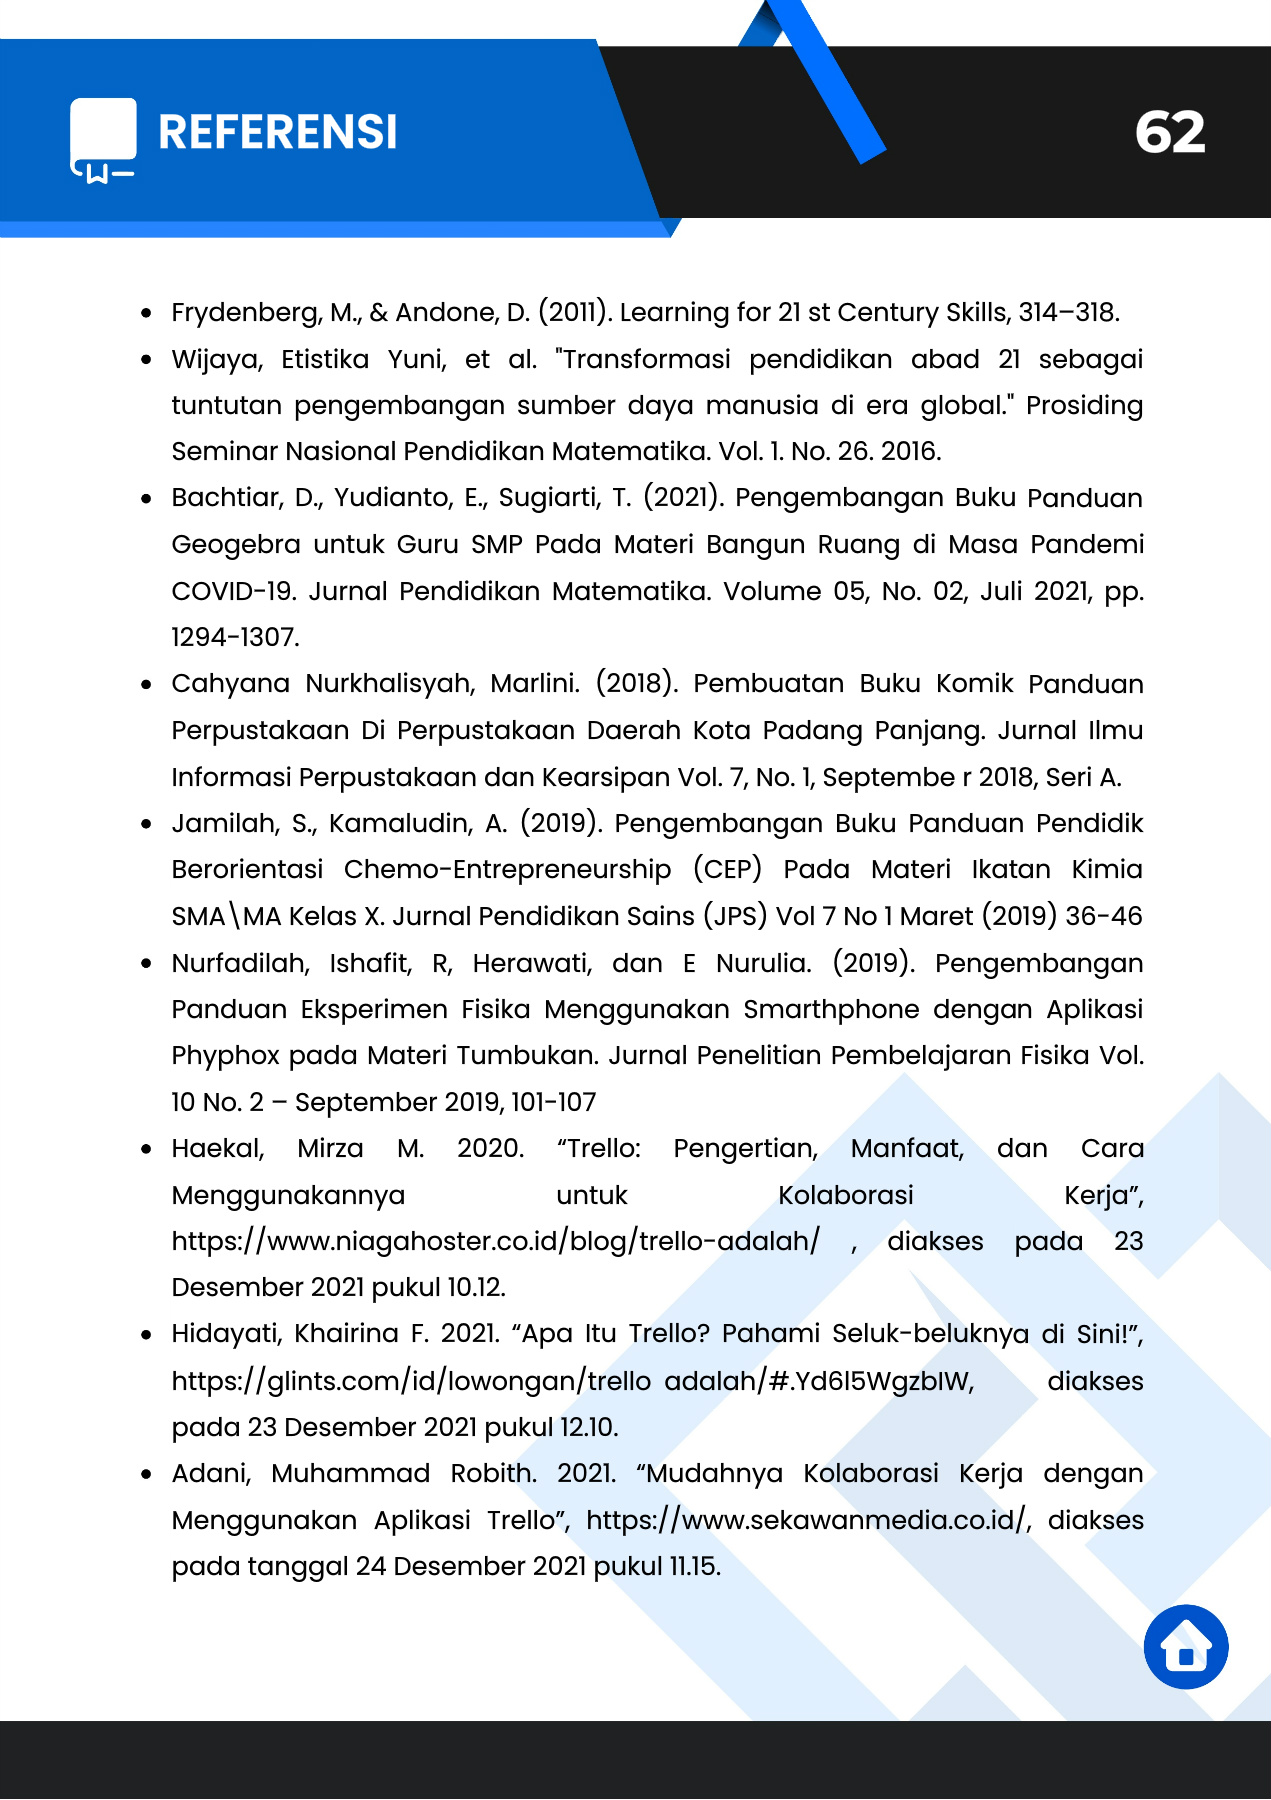 REFERENSI
62
• Frydenberg, M., & Andone, D. (2011). Learning for 21 st Century Skills, 314–318.
• Wijaya, Etistika Yuni, et al. "Transformasi pendidikan abad 21 sebagai
tuntutan pengembangan sumber daya manusia di era global." Prosiding
Seminar Nasional Pendidikan Matematika. Vol. 1. No. 26. 2016.
• Bachtiar, D., Yudianto, E., Sugiarti, T. (2021). Pengembangan Buku Panduan
Geogebra untuk Guru SMP Pada Materi Bangun Ruang di Masa Pandemi
COVID-19. Jurnal Pendidikan Matematika. Volume 05, No. 02, Juli 2021, pp.
1294-1307.
• Cahyana Nurkhalisyah, Marlini. (2018). Pembuatan Buku Komik Panduan
Perpustakaan Di Perpustakaan Daerah Kota Padang Panjang. Jurnal Ilmu
Informasi Perpustakaan dan Kearsipan Vol. 7, No. 1, Septembe r 2018, Seri A.
• Jamilah, S., Kamaludin, A. (2019). Pengembangan Buku Panduan Pendidik
Berorientasi Chemo-Entrepreneurship (CEP) Pada Materi Ikatan Kimia
SMA\MA Kelas X. Jurnal Pendidikan Sains (JPS) Vol 7 No 1 Maret (2019) 36-46
• Nurfadilah, Ishafit, R, Herawati, dan E Nurulia. (2019). Pengembangan
Panduan Eksperimen Fisika Menggunakan Smarthphone dengan Aplikasi
Phyphox pada Materi Tumbukan. Jurnal Penelitian Pembelajaran Fisika Vol.
10 No. 2 – September 2019, 101-107
• Haekal, Mirza M. 2020. “Trello: Pengertian, Manfaat, dan Cara
Menggunakannya untuk Kolaborasi Kerja”,
https://www.niagahoster.co.id/blog/trello-adalah/ , diakses pada 23
Desember 2021 pukul 10.12.
• Hidayati, Khairina F. 2021. “Apa Itu Trello? Pahami Seluk-beluknya di Sini!”,
https://glints.com/id/lowongan/trello adalah/#.Yd6l5WgzbIW, diakses
pada 23 Desember 2021 pukul 12.10.
• Adani, Muhammad Robith. 2021. “Mudahnya Kolaborasi Kerja dengan
Menggunakan Aplikasi Trello”, https://www.sekawanmedia.co.id/, diakses
pada tanggal 24 Desember 2021 pukul 11.15.